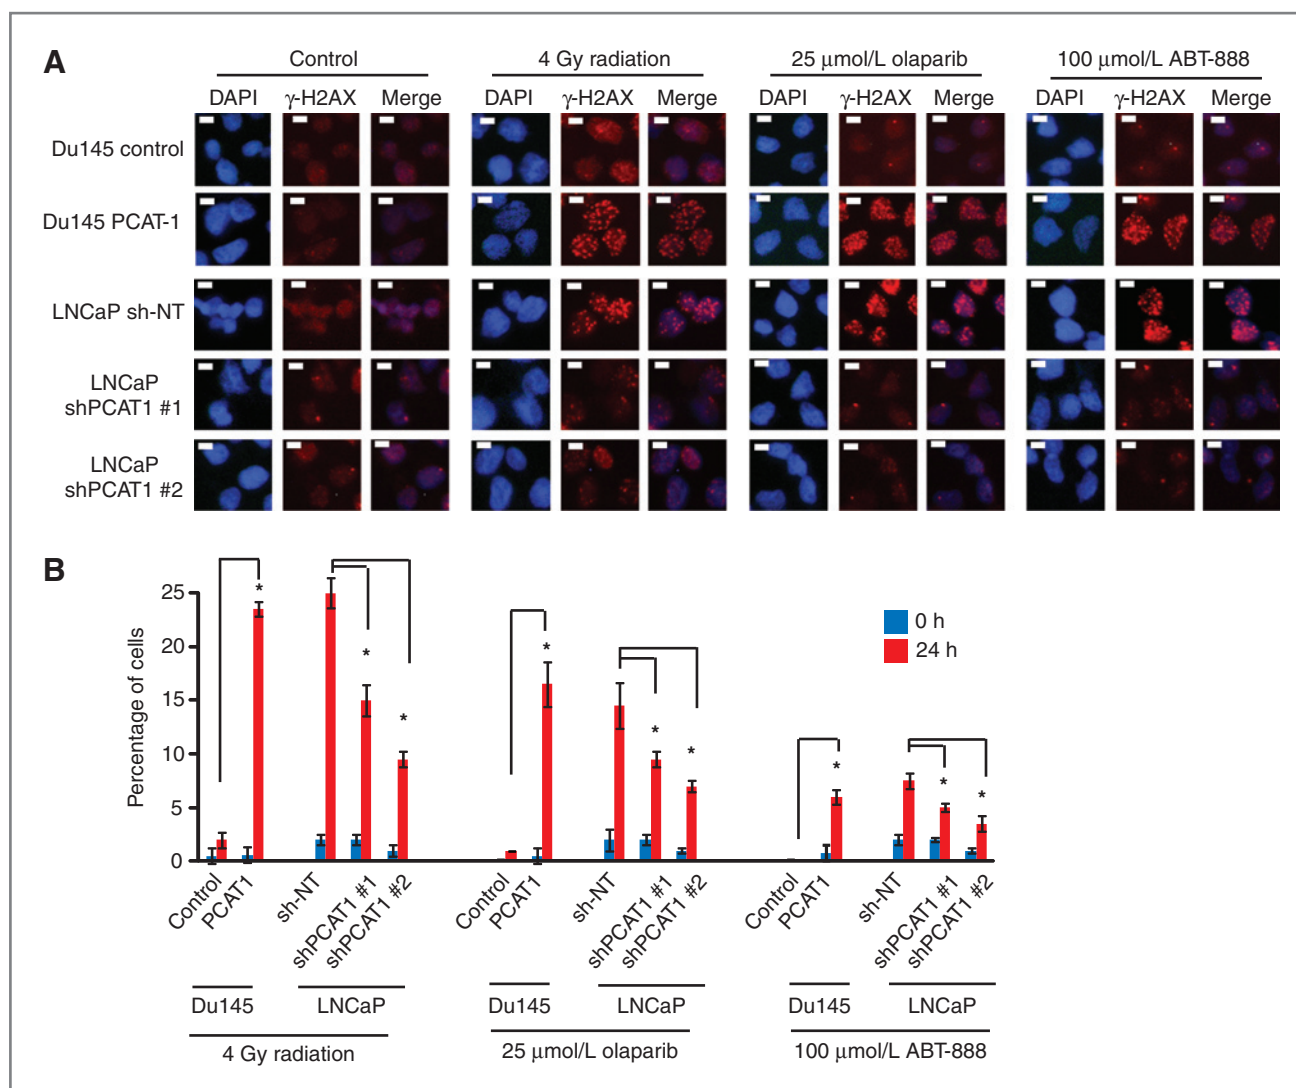 A
Control
4 Gy radiation
25 μmol/L olaparib
100 μmol/L ABT-888
DAPI γ-H2AX Merge
DAPI γ-H2AX Merge
DAPI γ-H2AX Merge
DAPI γ-H2AX Merge
Du145 control
Du145 PCAT-1
LNCaP sh-NT
LNCaP
shPCAT1 #1
LNCaP
shPCAT1 #2
B
Percentage of cells
25
20
15
10
5
0
* * *
* * *
* * *
0 h
24 h
Control
PCAT1
sh-NT
shPCAT1 #1
shPCAT1 #2
Control
PCAT1
sh-NT
shPCAT1 #1
shPCAT1 #2
Control
PCAT1
sh-NT
shPCAT1 #1
shPCAT1 #2
Du145
LNCaP
Du145
LNCaP
Du145
LNCaP
4 Gy radiation
25 μmol/L olaparib
100 μmol/L ABT-888